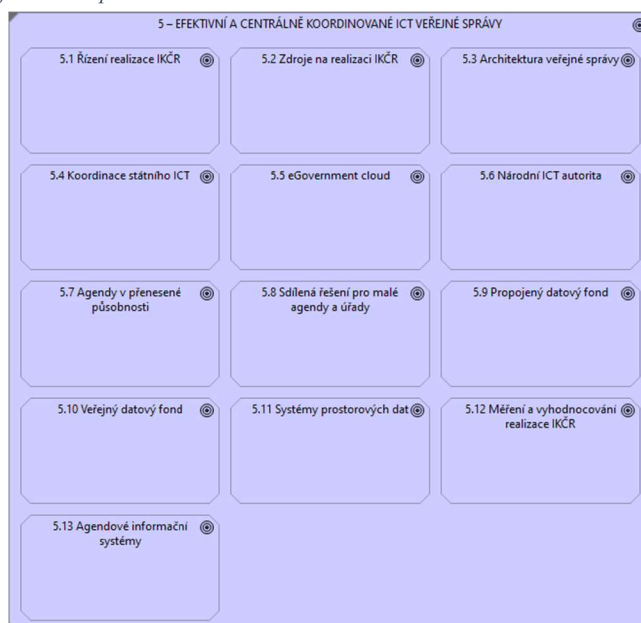 5 – EFEKTIVNÍ A CENTRÁLNĚ KOORDINOVANÉ ICT VEŘEJNÉ SPRÁVY
5.1 Řízení realizace IKČR
5.2 Zdroje na realizaci IKČR
5.3 Architektura veřejné správy
5.4 Koordinace státního ICT
5.5 eGovernment cloud
5.6 Národní ICT autorita
5.7 Agendy v přenesené
působnosti
5.8 Sdílená řešení pro malé
agendy a úřady
5.9 Propojený datový fond
5.10 Veřejný datový fond
5.11 Systémy prostorových dat
5.12 Měření a vyhodnocování
realizace IKČR
5.13 Agendové informační
systémy